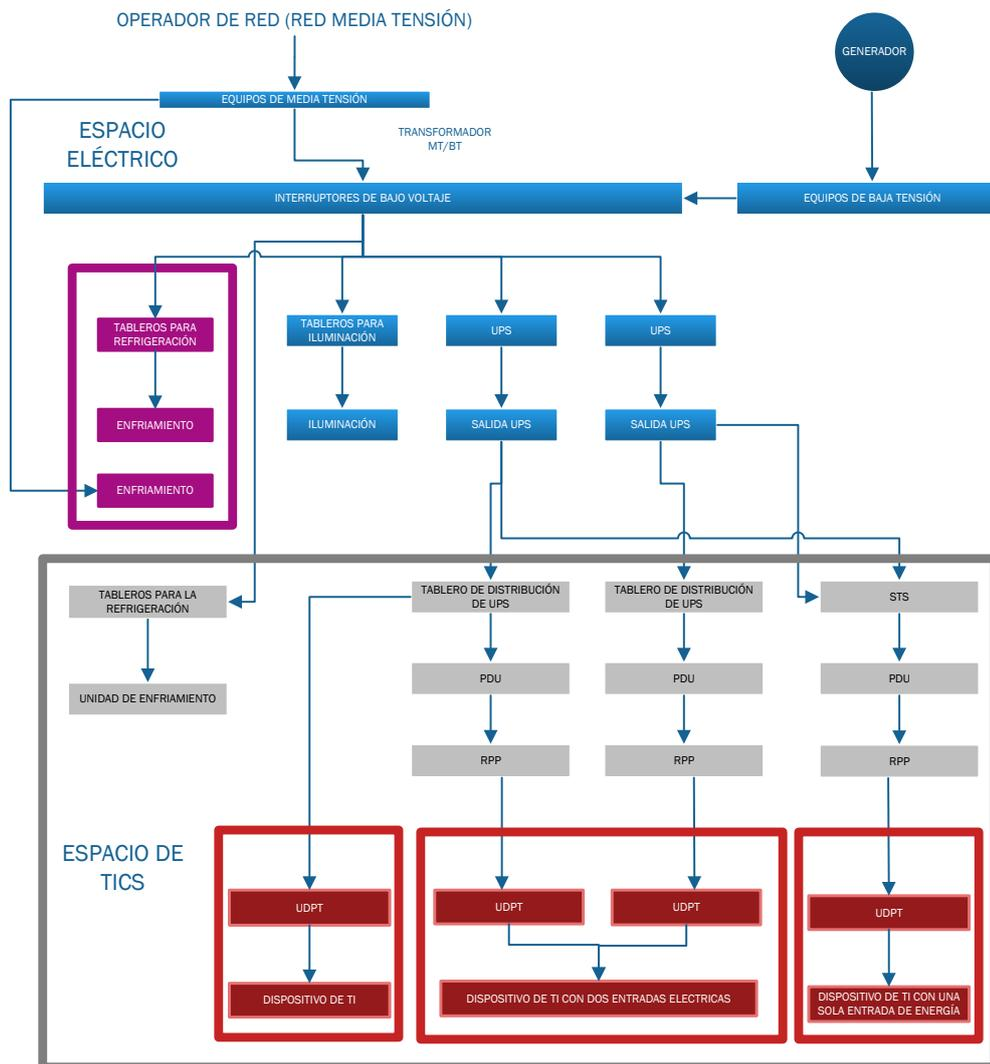 OPERADOR DE RED (RED MEDIA TENSIÓN)
GENERADOR
EQUIPOS DE MEDIA TENSIÓN
ESPACIO
ELÉCTRICO
TRANSFORMADOR
MT/BT
INTERRUPTORES DE BAJO VOLTAJE
EQUIPOS DE BAJA TENSIÓN
TABLEROS PARA
REFRIGERACIÓN
TABLEROS PARA
ILUMINACIÓN
UPS
UPS
ENFRIAMIENTO
ILUMINACIÓN
SALIDA UPS
SALIDA UPS
ENFRIAMIENTO
TABLEROS PARA LA
REFRIGERACIÓN
TABLERO DE DISTRIBUCIÓN
DE UPS
TABLERO DE DISTRIBUCIÓN
DE UPS
STS
UNIDAD DE ENFRIAMIENTO
PDU
PDU
PDU
RPP
RPP
RPP
ESPACIO DE
TICS
UDPT
UDPT
UDPT
UDPT
DISPOSITIVO DE TI
DISPOSITIVO DE TI CON DOS ENTRADAS ELECTRICAS
DISPOSITIVO DE TI CON UNA
SOLA ENTRADA DE ENERGÍA